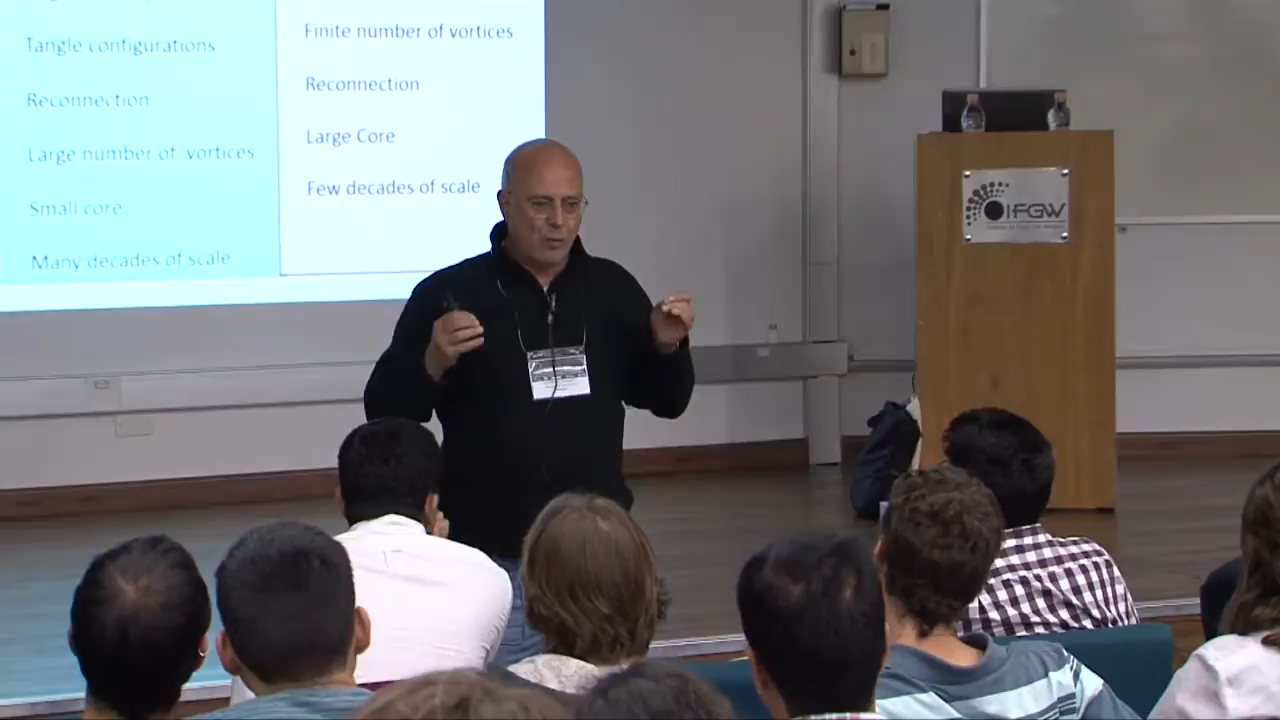 Tangle configurations
Reconnection
Large number of vortices
Small core
Many decades of scale
Finite number of vortices
Reconnection
Large Core
Few decades of scale
IFGW